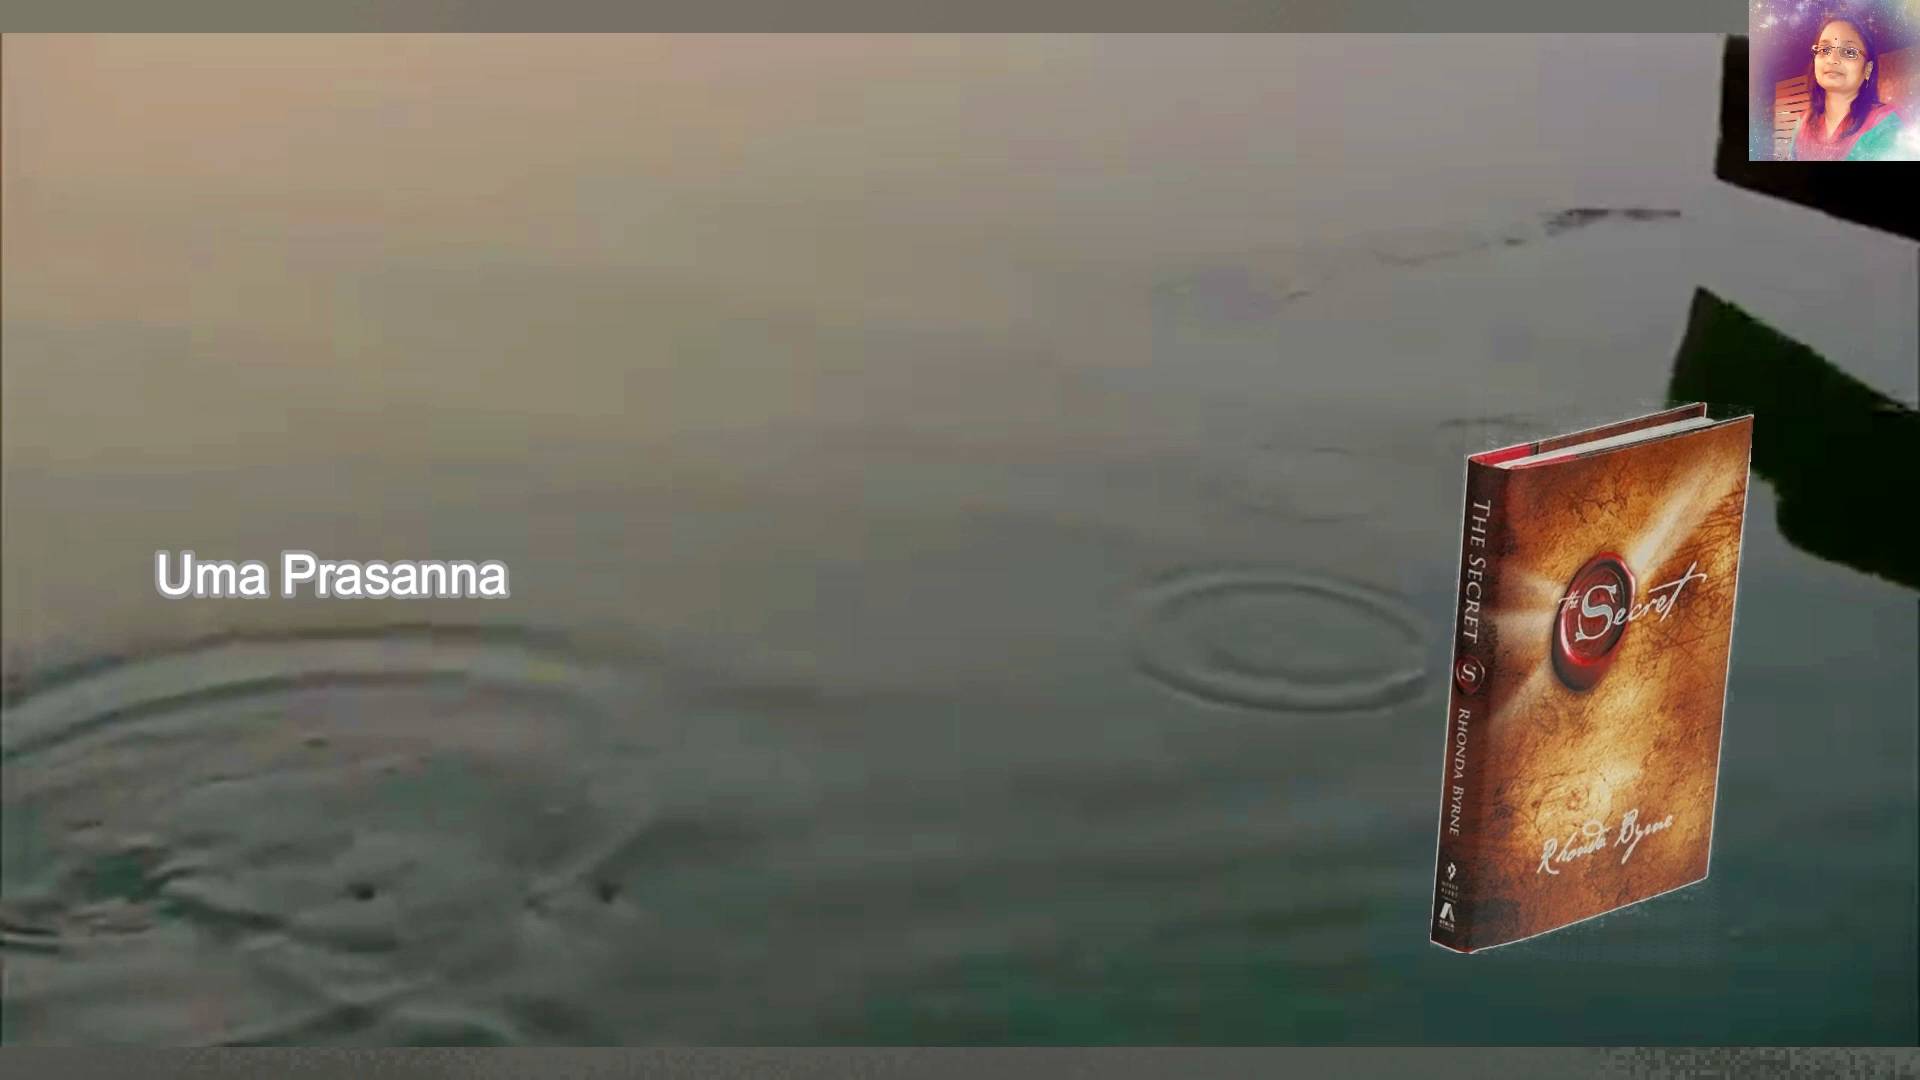 Uma Prasanna
THE SECRET
S
RHONDA BYRNE
the Secret
Rhonda Byrne